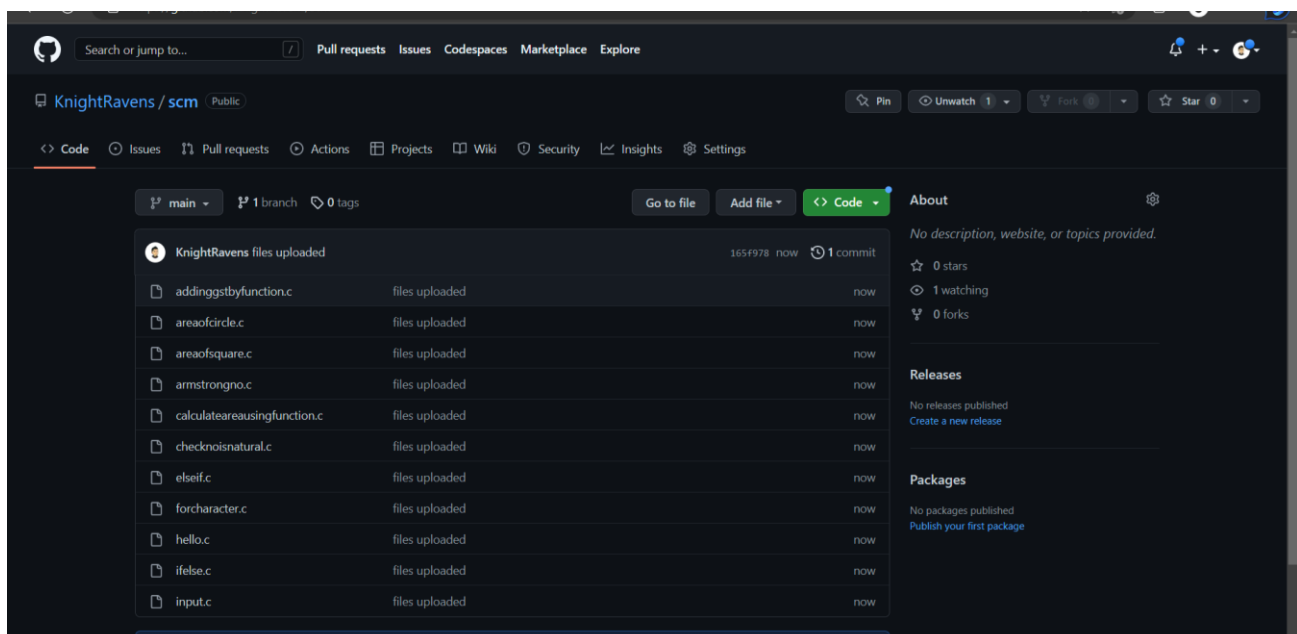 Search or jump to... /
Pull requests Issues Codespaces Marketplace Explore
KnightRavens / scm Public
Pin Unwatch 1 Fork 0 Star 0
Code Issues Pull requests Actions Projects Wiki Security Insights Settings
main 1 branch 0 tags Go to file Add file Code
KnightRavens files uploaded 165f978 now 1 commit
addinggstbyfunction.c files uploaded now
areaofcircle.c files uploaded now
areaofsquare.c files uploaded now
armstrongno.c files uploaded now
calculateareausingfunction.c files uploaded now
checknoisnatural.c files uploaded now
elseif.c files uploaded now
forcharacter.c files uploaded now
hello.c files uploaded now
ifelse.c files uploaded now
input.c files uploaded now
About
No description, website, or topics provided.
0 stars
1 watching
0 forks
Releases
No releases published
Create a new release
Packages
No packages published
Publish your first package